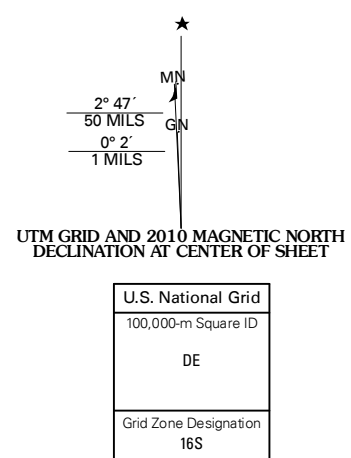 ★
MN
2° 47´
50 MILS
GN
0° 2´
1 MILS
UTM GRID AND 2010 MAGNETIC NORTH
DECLINATION AT CENTER OF SHEET
U.S. National Grid
100,000-m Square ID
DE
Grid Zone Designation
16S